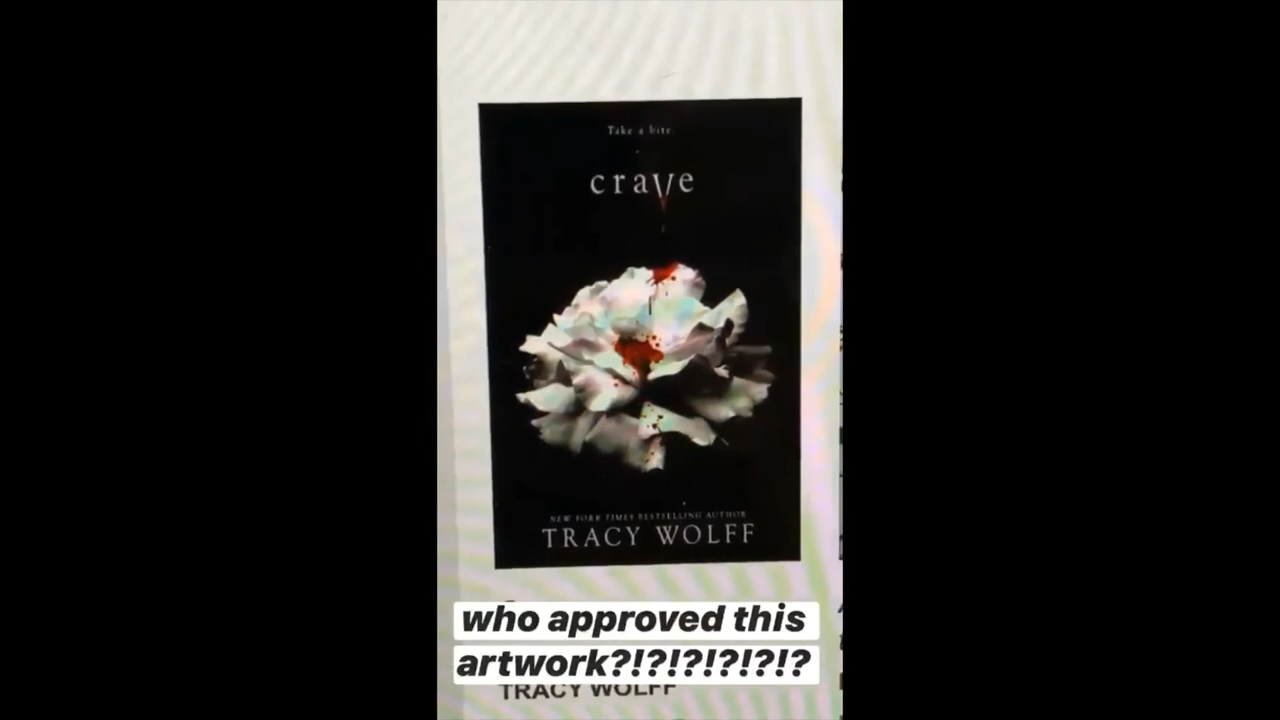 Take a bite.
crave
NEW YORK TIMES BESTSELLING AUTHOR
TRACY WOLFF
who approved this
artwork?!?!?!?!?!?
TRACY WOLFF